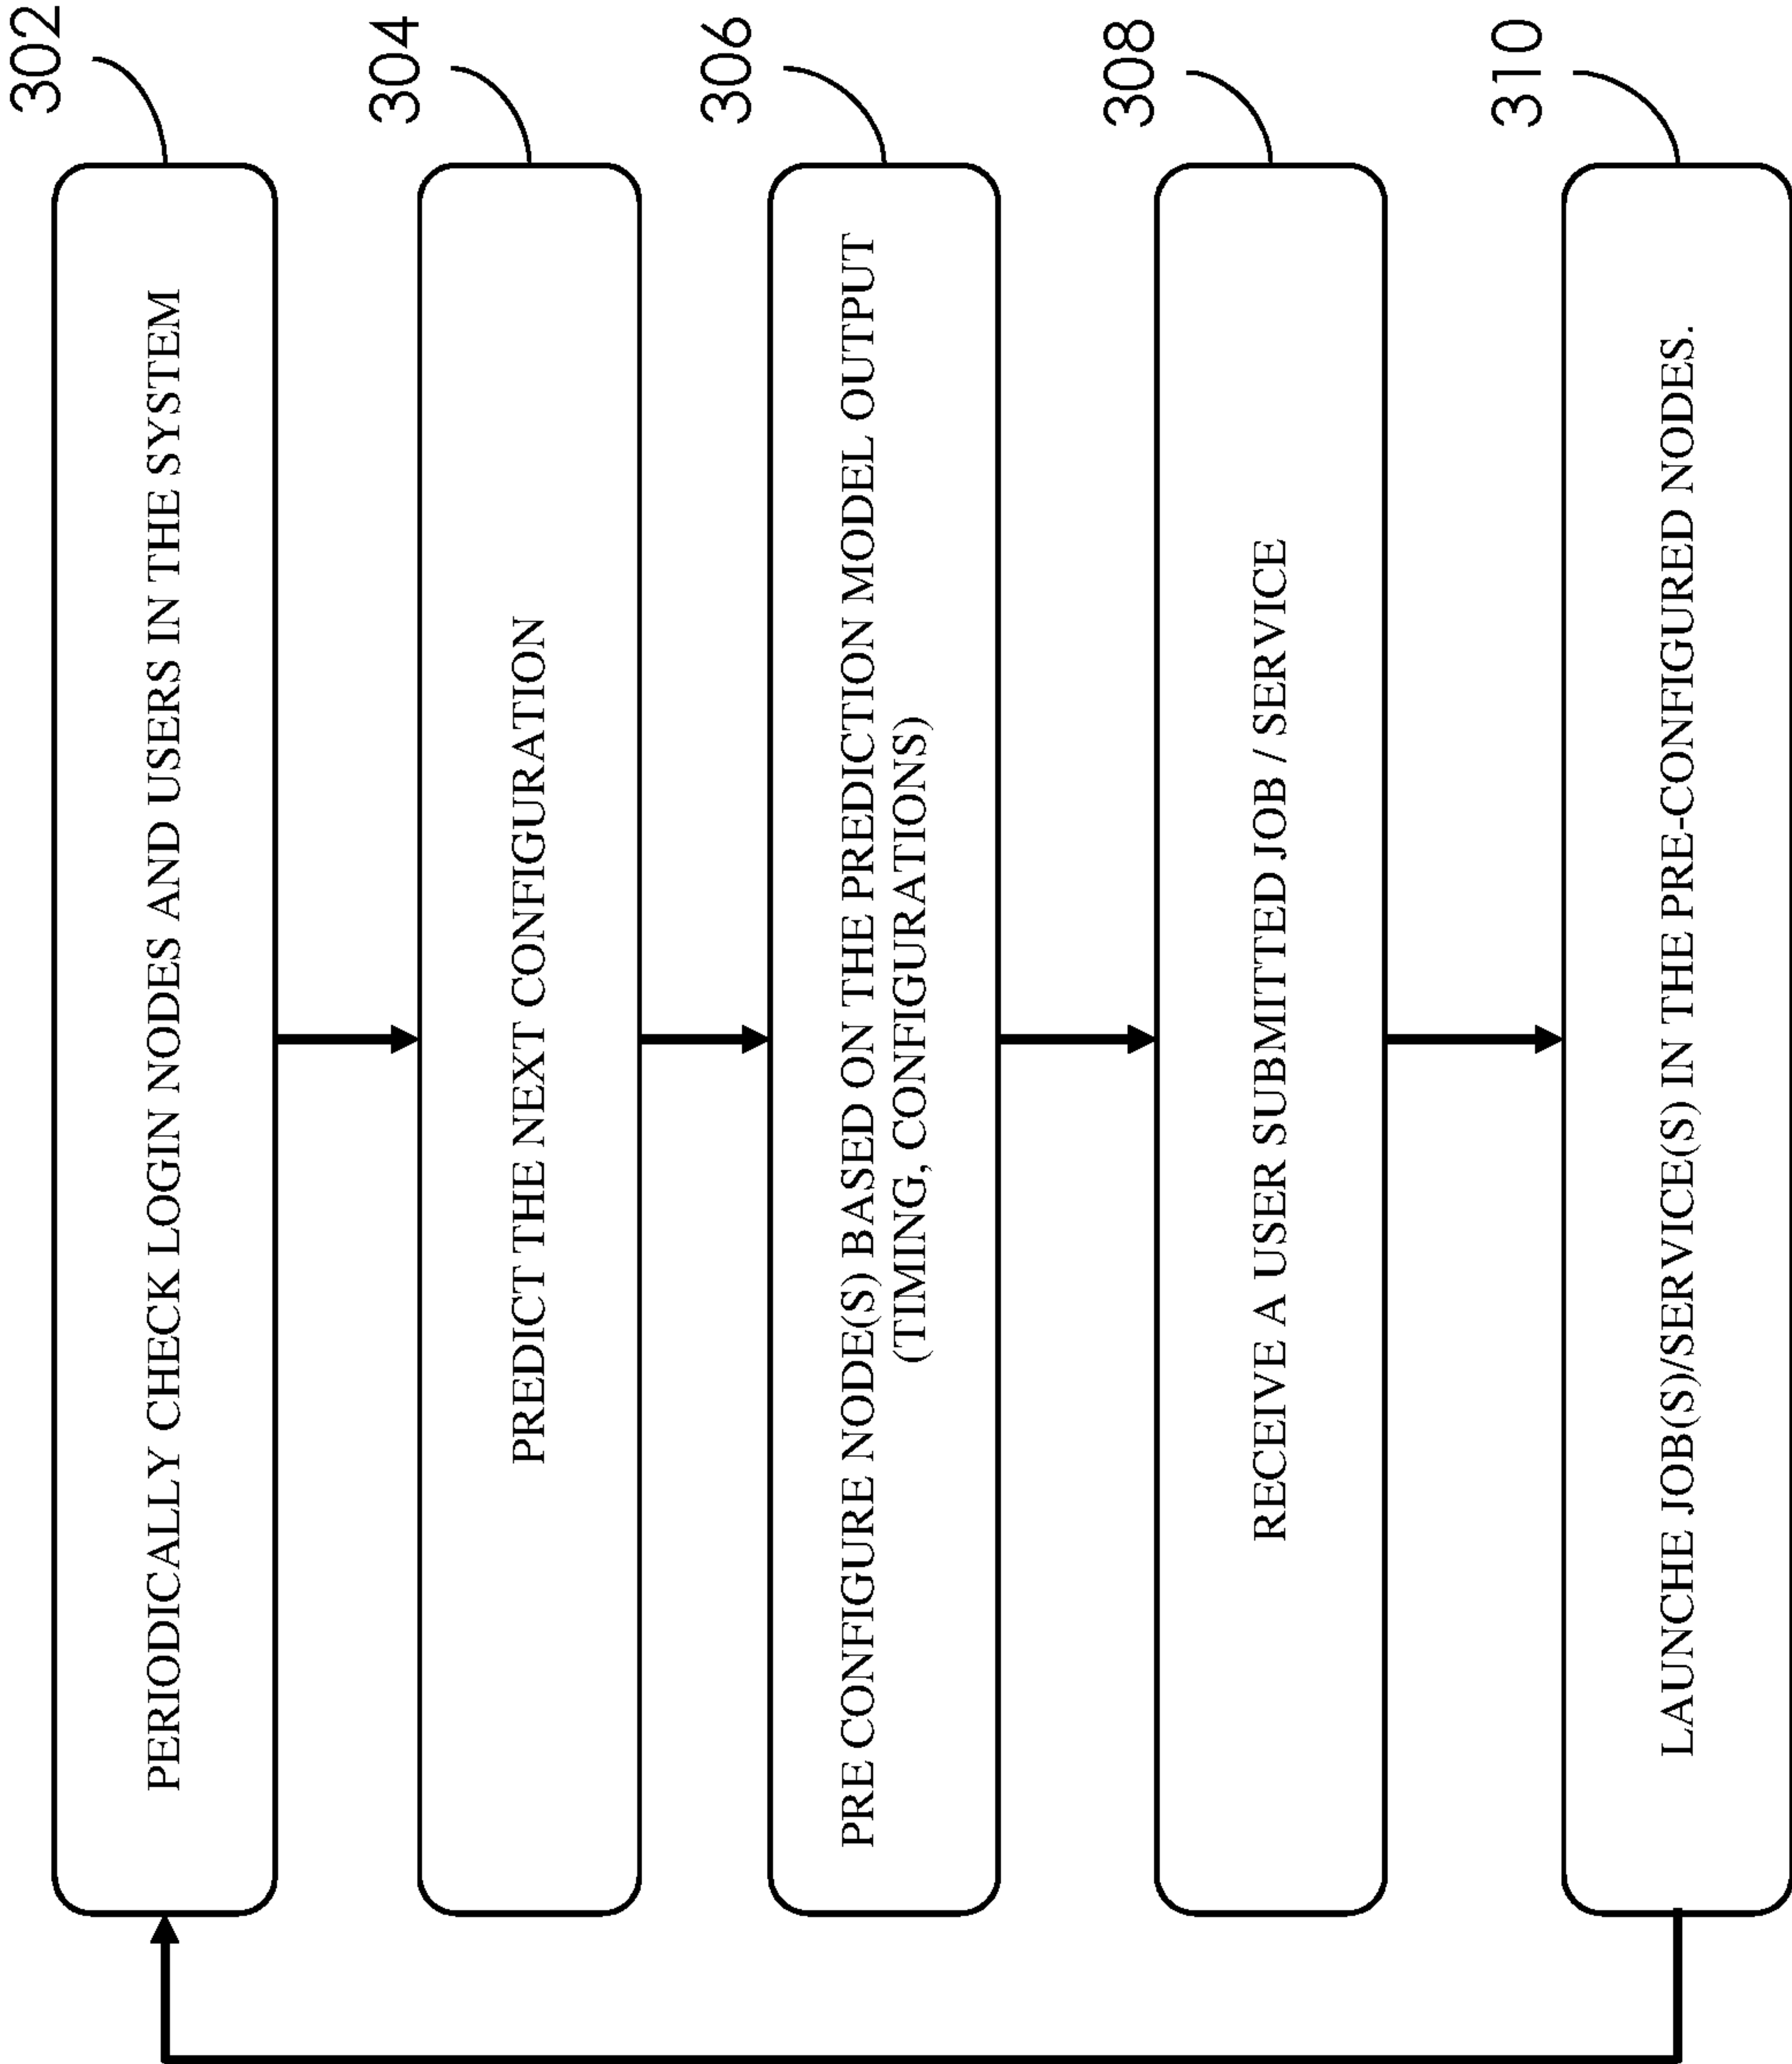 302
PERIODICALLY CHECK LOGIN NODES AND USERS IN THE SYSTEM
304
PREDICT THE NEXT CONFIGURATION
306
PRE CONFIGURE NODE(S) BASED ON THE PREDICTION MODEL OUTPUT
(TIMING, CONFIGURATIONS)
308
RECEIVE A USER SUBMITTED JOB / SERVICE
310
LAUNCHE JOB(S)/SERVICE(S) IN THE PRE-CONFIGURED NODES.